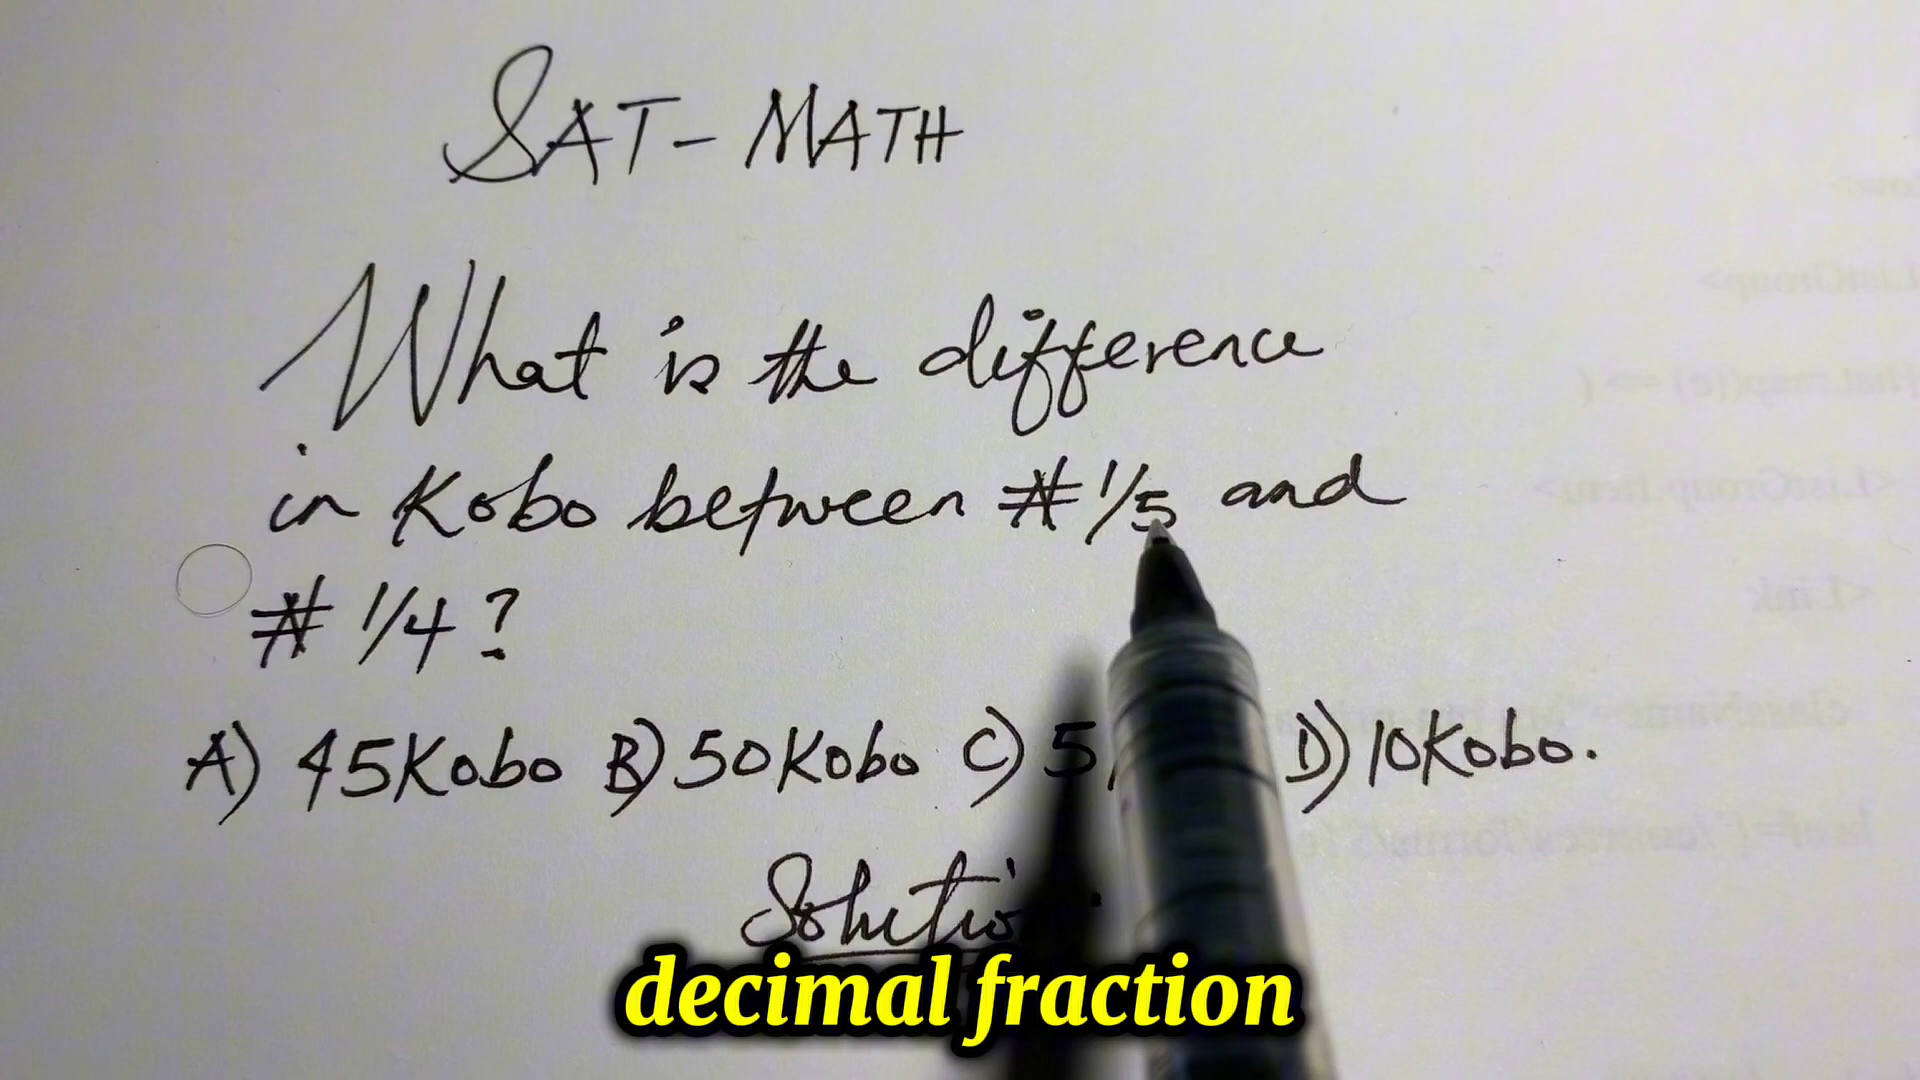 SAT-MATH
What is the difference
in Kobo between ₦ 1/5 and
₦ 1/4 ?
A) 45Kobo B) 50Kobo C) 5 D) 10Kobo.
Solutio
decimal fraction